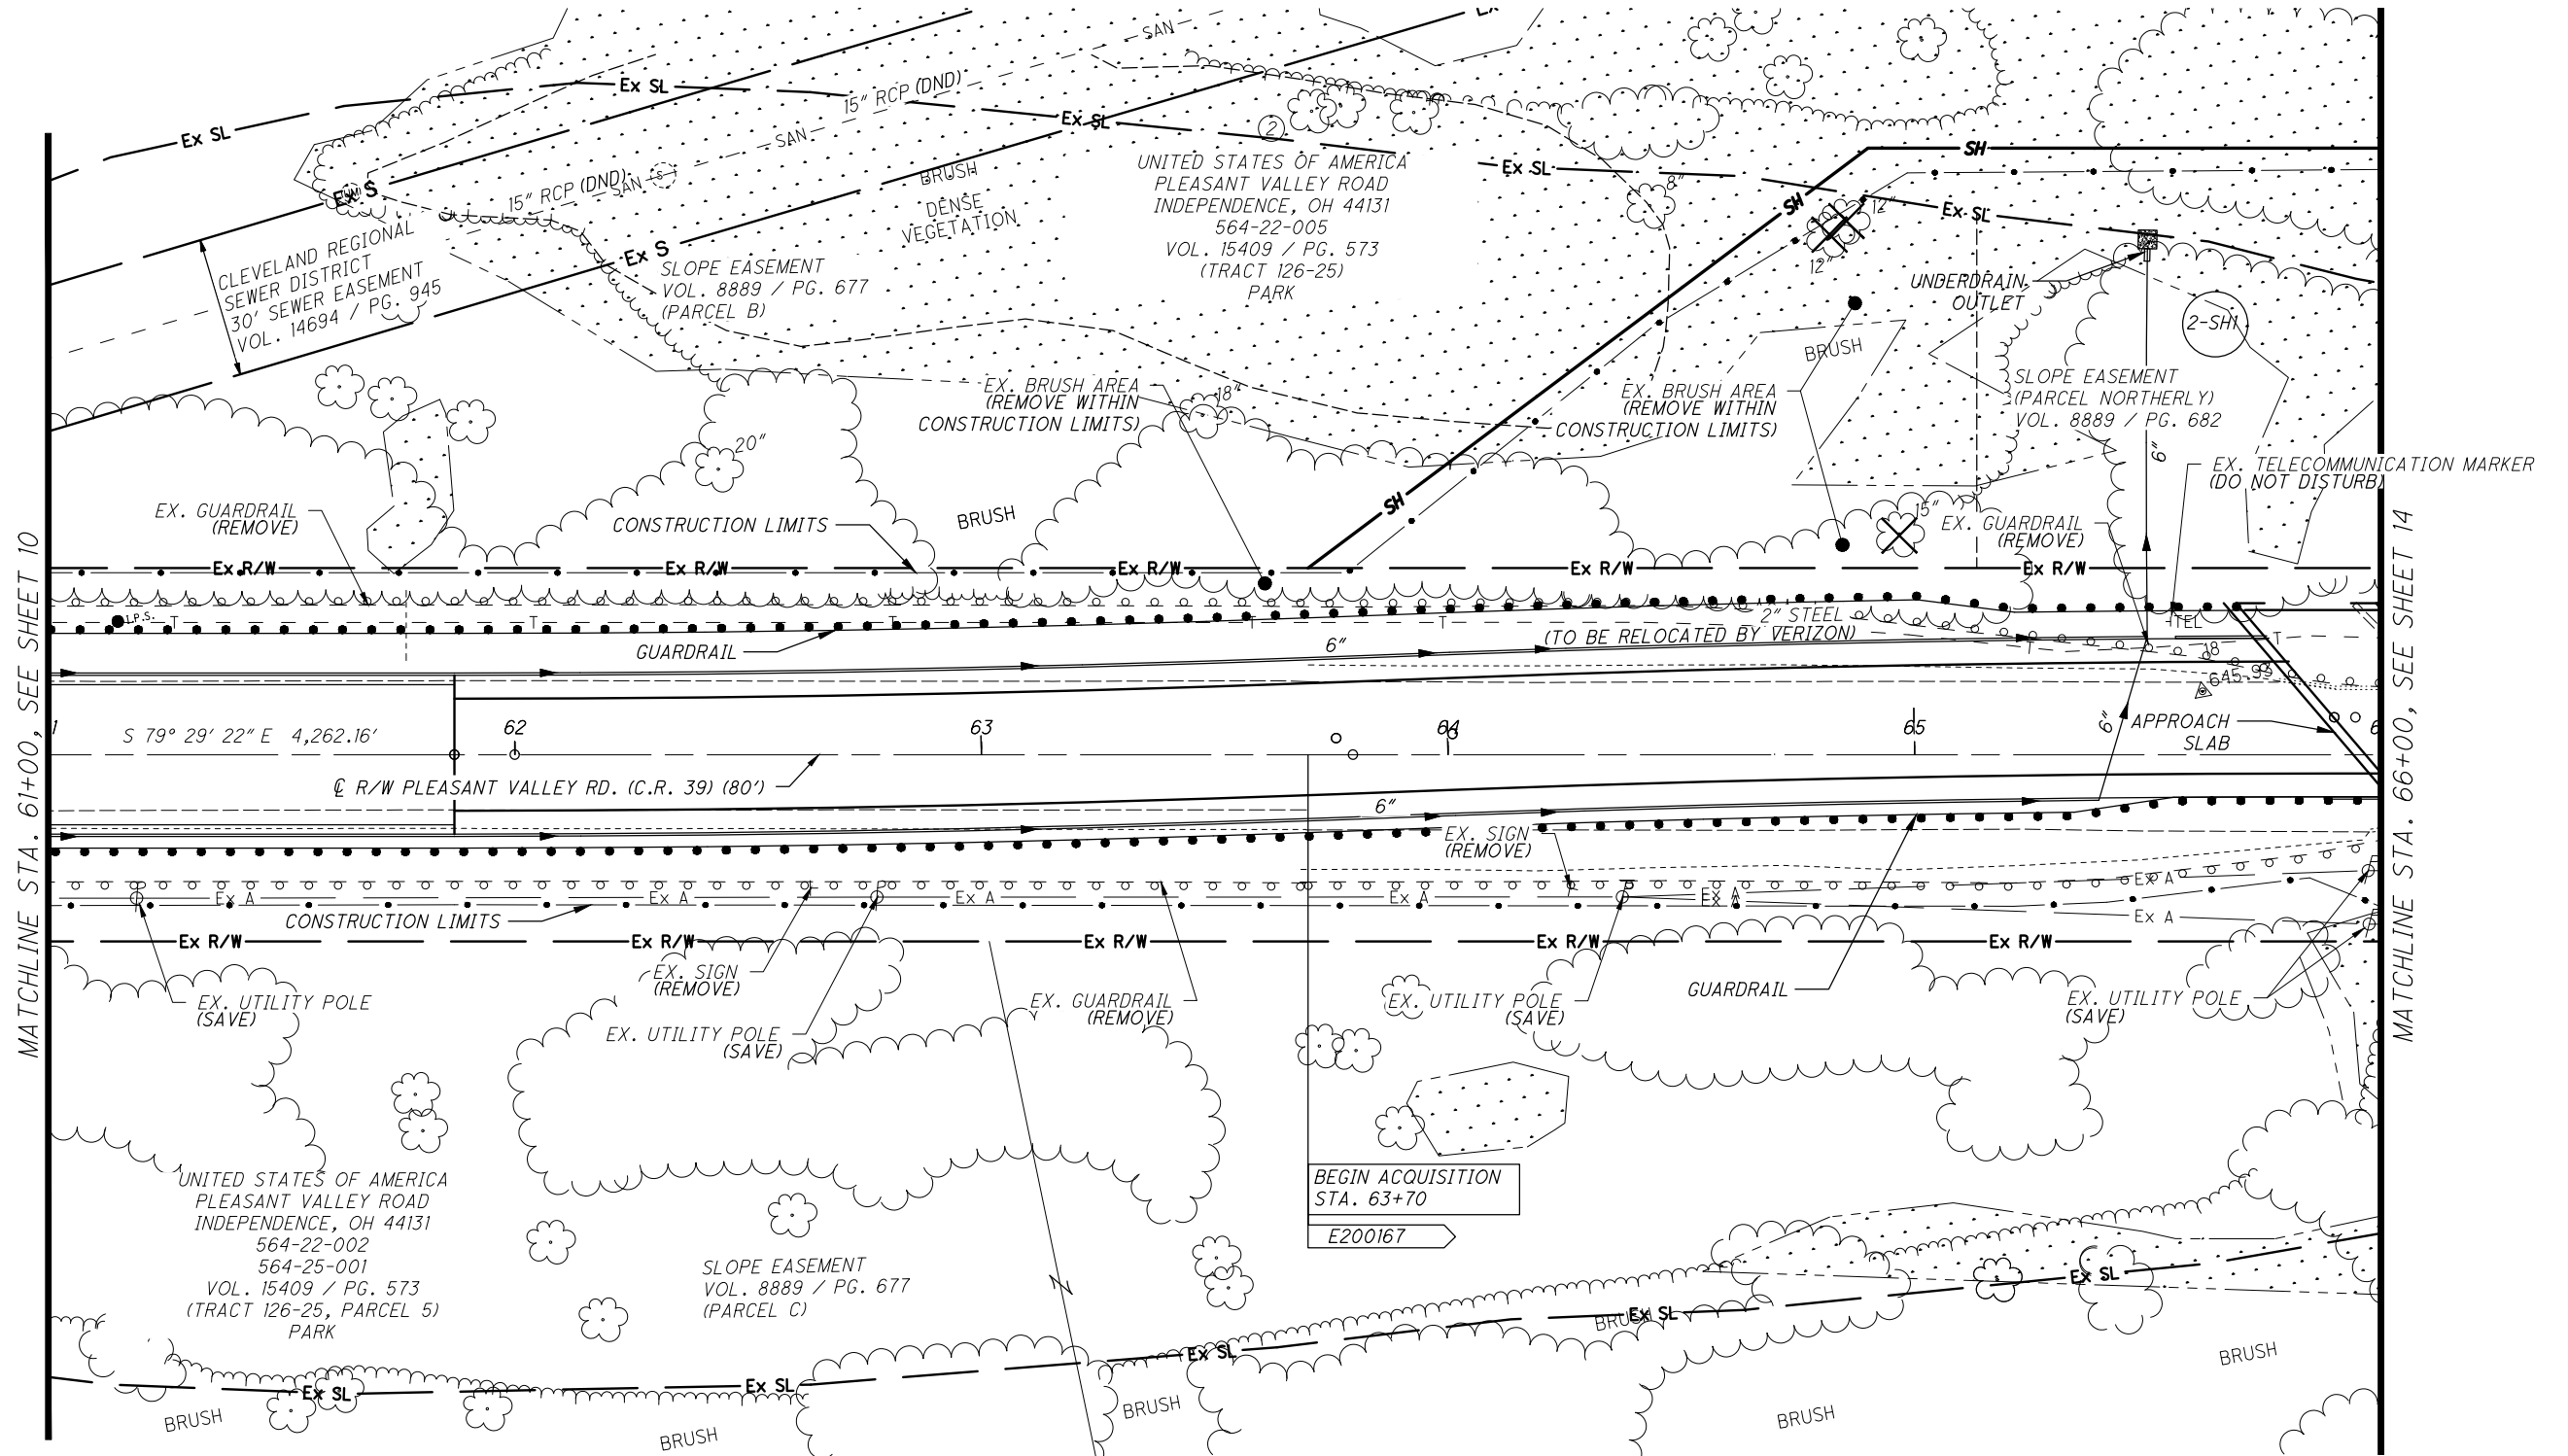 SAN
Ex SL
15" RCP (DND)
Ex SL
Ex SL
SAN
2
BRUSH
UNITED STATES OF AMERICA
PLEASANT VALLEY ROAD
INDEPENDENCE, OH 44131
564-22-005
VOL. 15409 / PG. 573
(TRACT 126-25)
PARK
Ex SL
SH
SH
8"
12"
12"
Ex SL
Ex S
15" RCP (DND)
SAN
S
DENSE
VEGETATION
Ex S
CLEVELAND REGIONAL
SEWER DISTRICT
30' SEWER EASEMENT
VOL. 14694 / PG. 945
SLOPE EASEMENT
VOL. 8889 / PG. 677
(PARCEL B)
UNDERDRAIN
OUTLET
2-SH1
BRUSH
EX. BRUSH AREA
(REMOVE WITHIN
CONSTRUCTION LIMITS)
18"
EX. BRUSH AREA
(REMOVE WITHIN
CONSTRUCTION LIMITS)
SLOPE EASEMENT
(PARCEL NORTHERLY)
VOL. 8889 / PG. 682
20"
6"
EX. TELECOMMUNICATION MARKER
(DO NOT DISTURB)
EX. GUARDRAIL
(REMOVE)
CONSTRUCTION LIMITS
BRUSH
SH
15"
EX. GUARDRAIL
(REMOVE)
Ex R/W
Ex R/W
Ex R/W
Ex R/W
Ex R/W
I.P.S.
T
T
T
T
T
2" STEEL
(TO BE RELOCATED BY VERIZON)
TEL
T
T
18
GUARDRAIL
6"
645.99
MATCHLINE STA. 61+00, SEE SHEET 10
MATCHLINE STA. 66+00, SEE SHEET 14
S 79° 29' 22" E 4,262.16'
62
63
64
65
6"
APPROACH
SLAB
℄ R/W PLEASANT VALLEY RD. (C.R. 39) (80')
6"
EX. SIGN
(REMOVE)
Ex A
Ex A
Ex A
Ex A
Ex A
Ex A
Ex A
CONSTRUCTION LIMITS
Ex R/W
Ex R/W
Ex R/W
Ex R/W
Ex R/W
EX. UTILITY POLE
(SAVE)
EX. SIGN
(REMOVE)
EX. UTILITY POLE
(SAVE)
EX. GUARDRAIL
(REMOVE)
EX. UTILITY POLE
(SAVE)
GUARDRAIL
EX. UTILITY POLE
(SAVE)
UNITED STATES OF AMERICA
PLEASANT VALLEY ROAD
INDEPENDENCE, OH 44131
564-22-002
564-25-001
VOL. 15409 / PG. 573
(TRACT 126-25, PARCEL 5)
PARK
SLOPE EASEMENT
VOL. 8889 / PG. 677
(PARCEL C)
N
BEGIN ACQUISITION
STA. 63+70
E200167
Ex SL
Ex SL
Ex SL
Ex SL
BRUSH
BRUSH
BRUSH
BRUSH
BRUSH
BRUSH